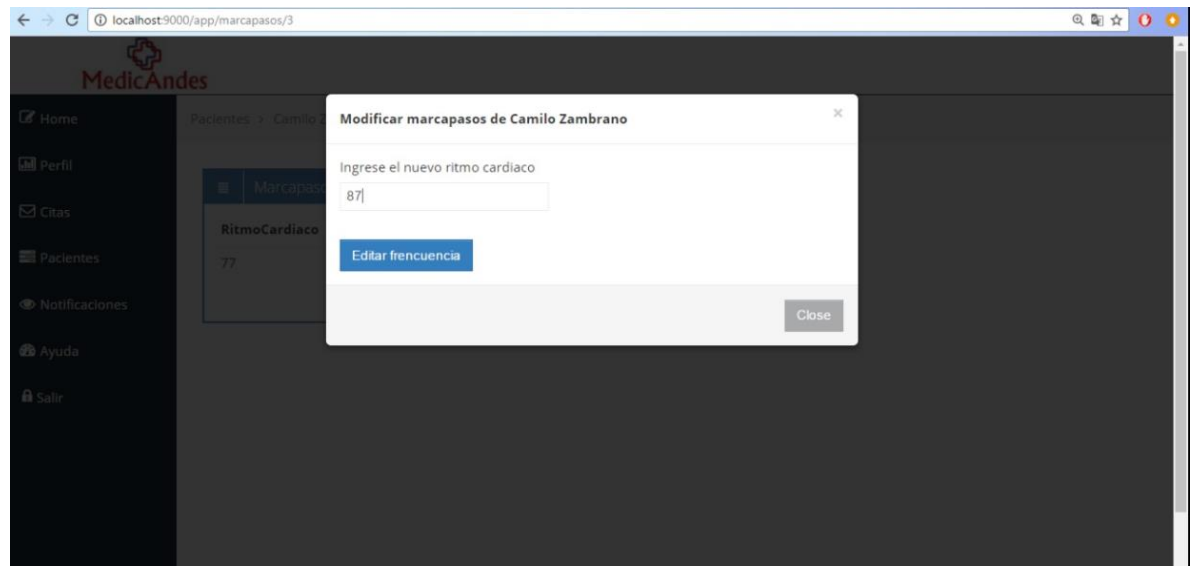 localhost:9000/app/marcapasos/3
MedicAndes
Home
Perfil
Citas
Pacientes
Notificaciones
Ayuda
Salir
Pacientes > Camilo Z
Marcapaso
RitmoCardiaco
77
Modificar marcapasos de Camilo Zambrano
×
Ingrese el nuevo ritmo cardiaco
87
Editar frencuencia
Close